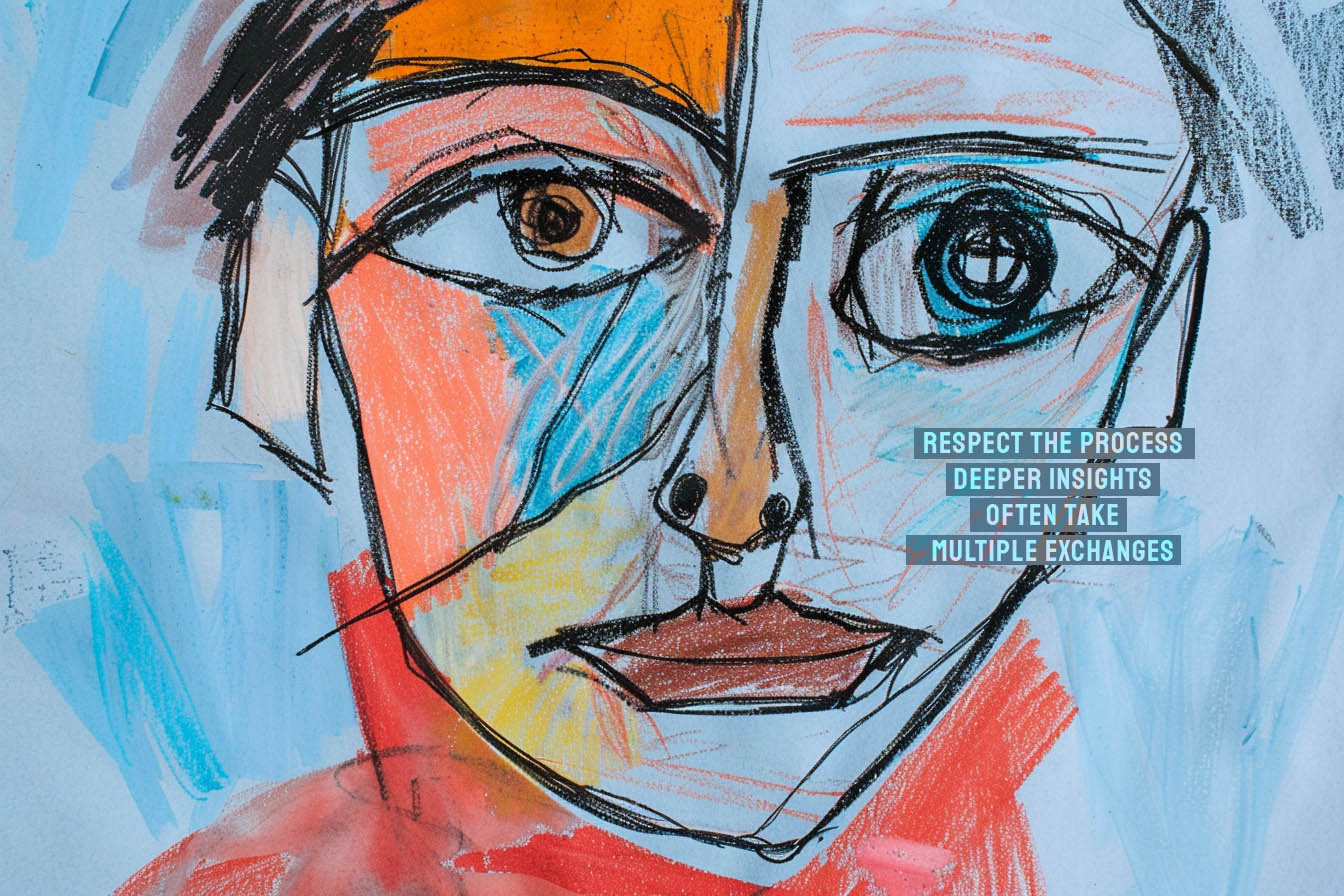 RESPECT THE PROCESS
DEEPER INSIGHTS
OFTEN TAKE
MULTIPLE EXCHANGES